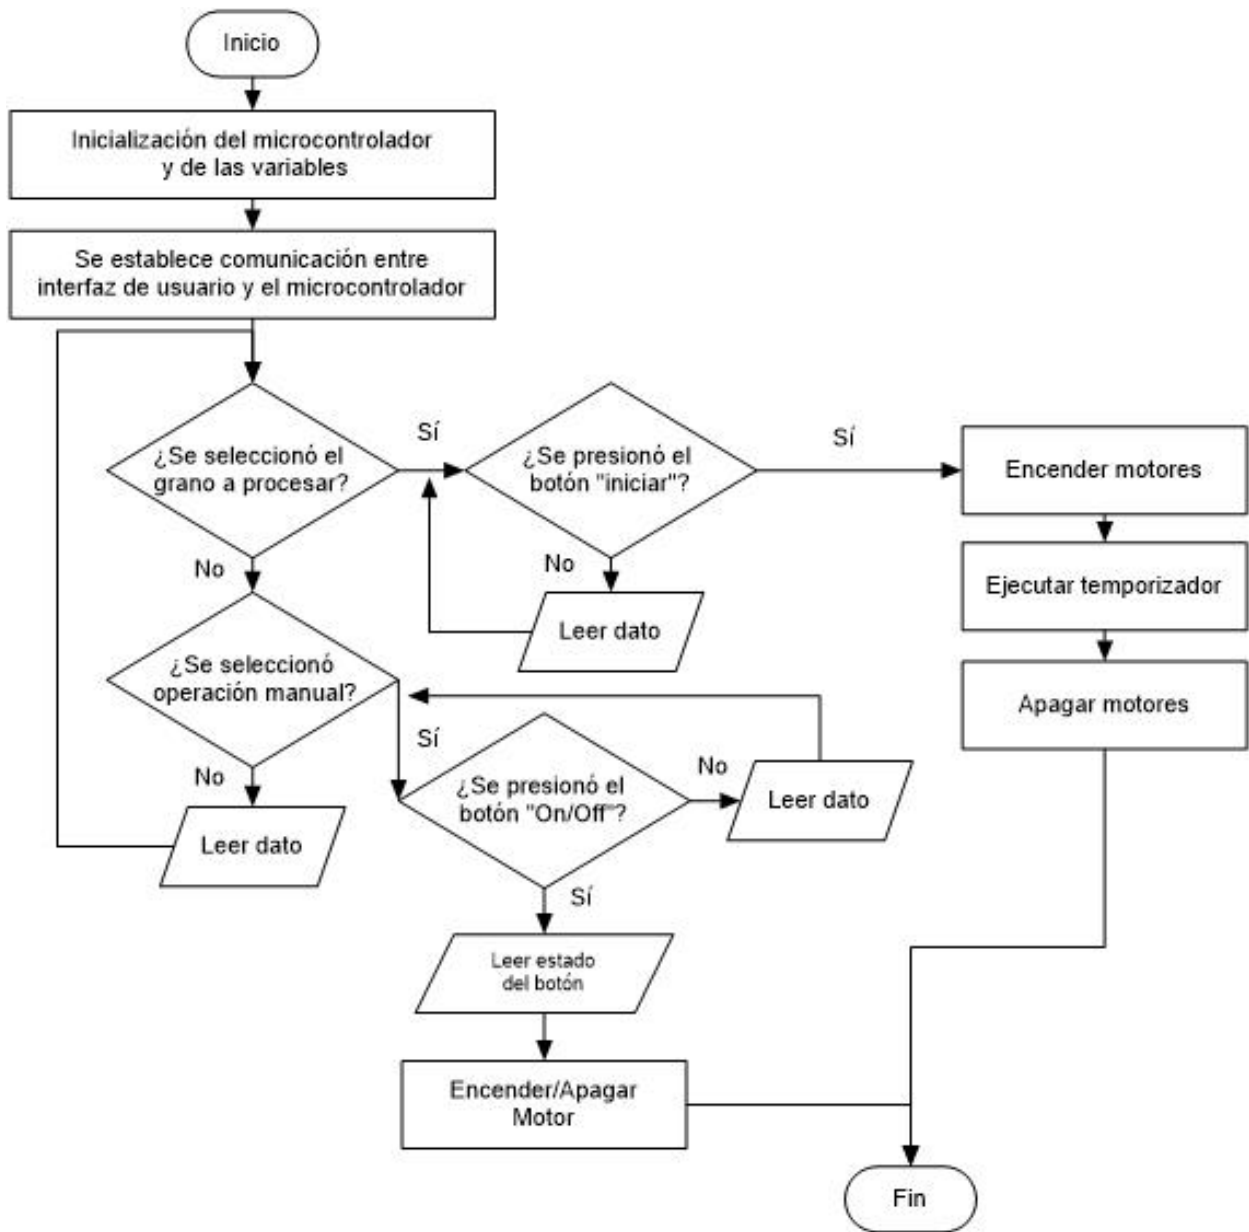 Inicio
Inicialización del microcontrolador
y de las variables
Se establece comunicación entre
interfaz de usuario y el microcontrolador
¿Se seleccionó el
grano a procesar?
Sí
¿Se presionó el
botón "iniciar"?
Sí
Encender motores
No
No
Leer dato
Ejecutar temporizador
¿Se seleccionó
operación manual?
Apagar motores
Sí
No
¿Se presionó el
botón "On/Off"?
No
Leer dato
Leer dato
Sí
Leer estado
del botón
Encender/Apagar
Motor
Fin